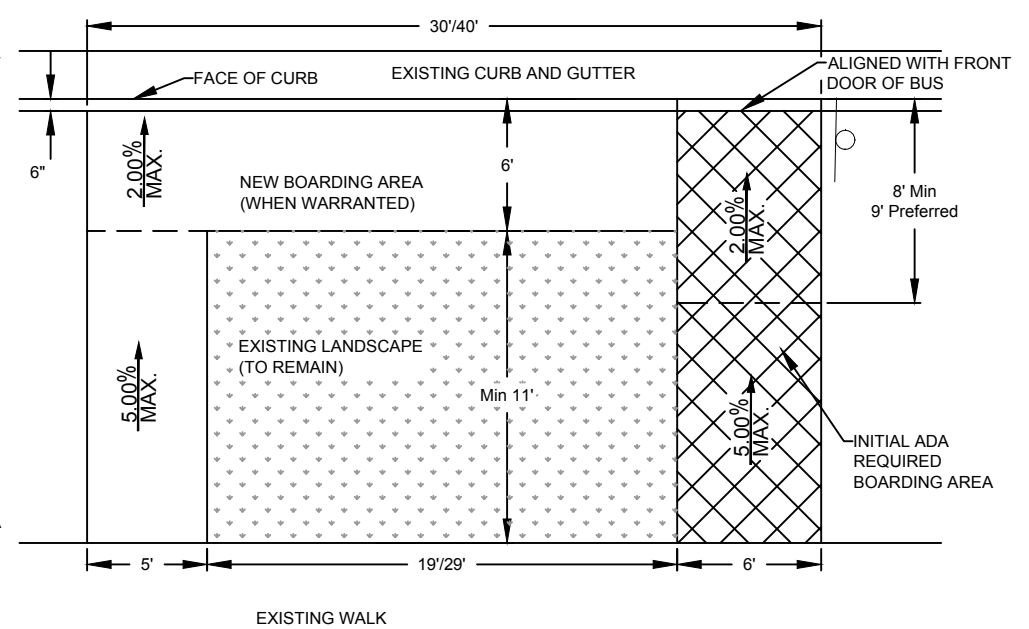 30'/40'
FACE OF CURB
EXISTING CURB AND GUTTER
ALIGNED WITH FRONT
DOOR OF BUS
6"
2.00%
MAX.
6'
NEW BOARDING AREA
(WHEN WARRANTED)
2.00%
MAX.
8' Min
9' Preferred
EXISTING LANDSCAPE
(TO REMAIN)
5.00%
MAX.
Min 11'
5.00%
MAX.
INITIAL ADA
REQUIRED
BOARDING AREA
5'
19'/29'
6'
EXISTING WALK